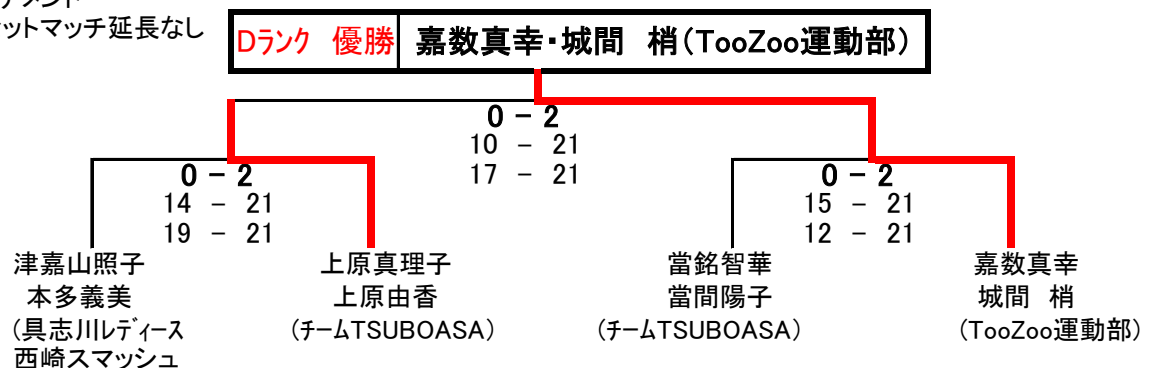 ナメント
ットマッチ延長なし
Dランク 優勝 嘉数真幸・城間 梢(TooZoo運動部)
0 - 2
10 - 21
17 - 21
0 - 2
14 - 21
19 - 21
0 - 2
15 - 21
12 - 21
津嘉山照子
本多義美
(具志川レディース
西崎スマッシュ
上原真理子
上原由香
(チームTSUBOASA)
當銘智華
當間陽子
(チームTSUBOASA)
嘉数真幸
城間 梢
(TooZoo運動部)